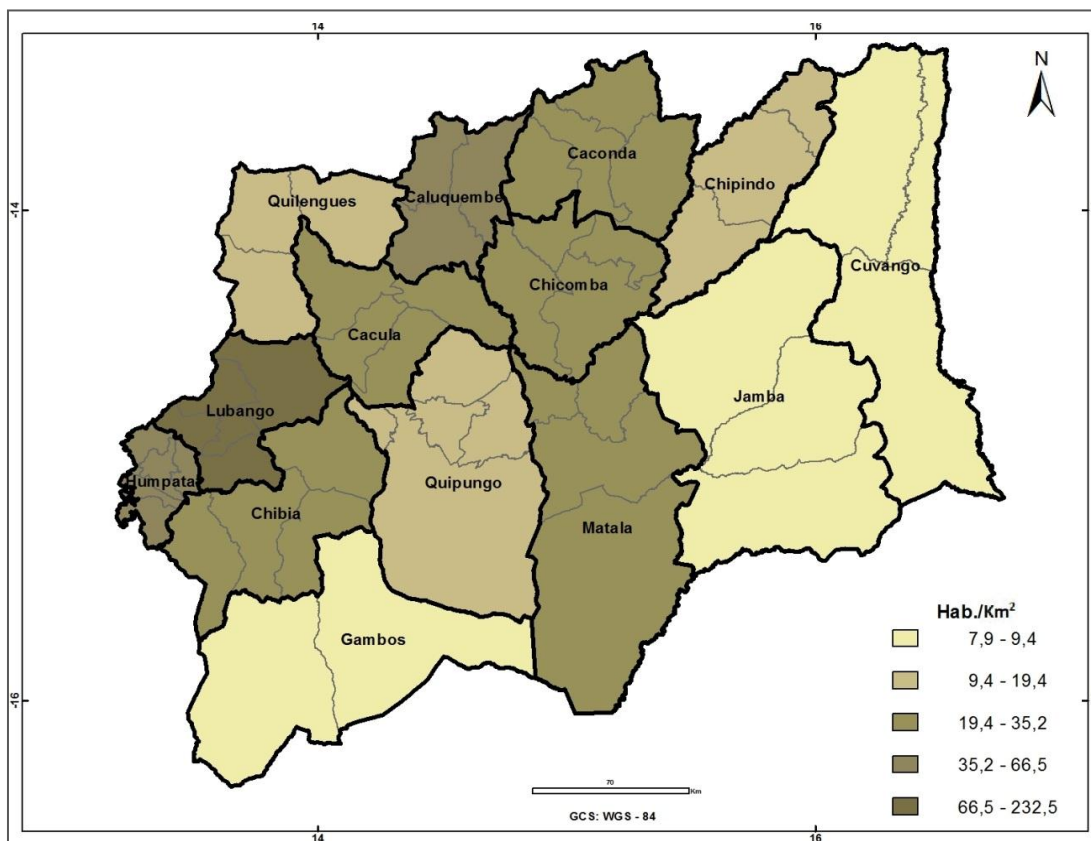 14
16
N
Caconda
Chipindo
Quilengues
Caluquembe
-14
-14
Cuvango
Chicomba
Cacula
Jamba
Lubango
Humpata
Quipungo
Chibia
Matala
Hab./Km²
7,9 - 9,4
Gambos
9,4 - 19,4
-16
-16
19,4 - 35,2
35,2 - 66,5
70
Km
66,5 - 232,5
GCS: WGS - 84
14
16